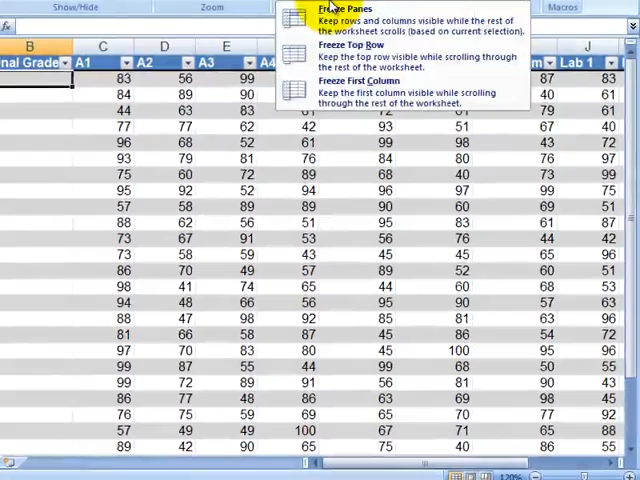 Show/Hide Zoom Macros
Freeze Panes
Keep rows and columns visible while the rest of
the worksheet scrolls (based on current selection).
Freeze Top Row
Keep the top row visible while scrolling through
the rest of the worksheet.
Freeze First Column
Keep the first column visible while scrolling
through the rest of the worksheet.
fx
B C D E J
nal Grade A1 A2 A3 A4 m Lab 1
83 56 99 87 83
84 89 90 40 61
44 63 83 61 72 61 79 61
77 77 62 42 93 51 67 40
96 68 52 61 99 98 43 72
93 79 81 76 84 80 76 97
75 60 72 89 68 40 73 99
95 92 52 94 96 97 99 75
57 58 89 89 90 60 69 51
88 62 56 51 95 83 61 87
73 67 91 53 56 76 44 42
73 58 59 43 45 45 65 96
86 70 49 57 89 52 60 51
98 41 74 65 44 60 68 53
94 48 66 56 95 90 57 63
88 47 98 92 85 81 63 96
81 66 58 87 45 86 54 72
97 70 83 80 45 100 95 96
99 87 55 44 99 68 50 55
99 72 89 91 56 81 90 43
86 77 48 86 63 69 98 45
76 75 59 69 65 70 77 92
57 49 49 100 67 71 65 88
89 42 90 65 75 40 86 55
120%